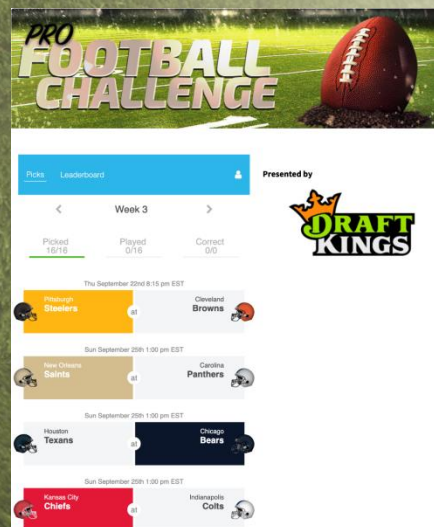 PRO
FOOTBALL
CHALLENGE
Picks Leaderboard
Presented by
DRAFT
KINGS
Week 3
Picked Played Correct
16/16 0/16 0/0
Thu September 22nd 8:15 pm EST
Pittsburgh Cleveland
Steelers at Browns
Sun September 25th 1:00 pm EST
New Orleans Carolina
Saints at Panthers
Sun September 25th 1:00 pm EST
Houston Chicago
Texans at Bears
Sun September 25th 1:00 pm EST
Kansas City Indianapolis
Chiefs at Colts